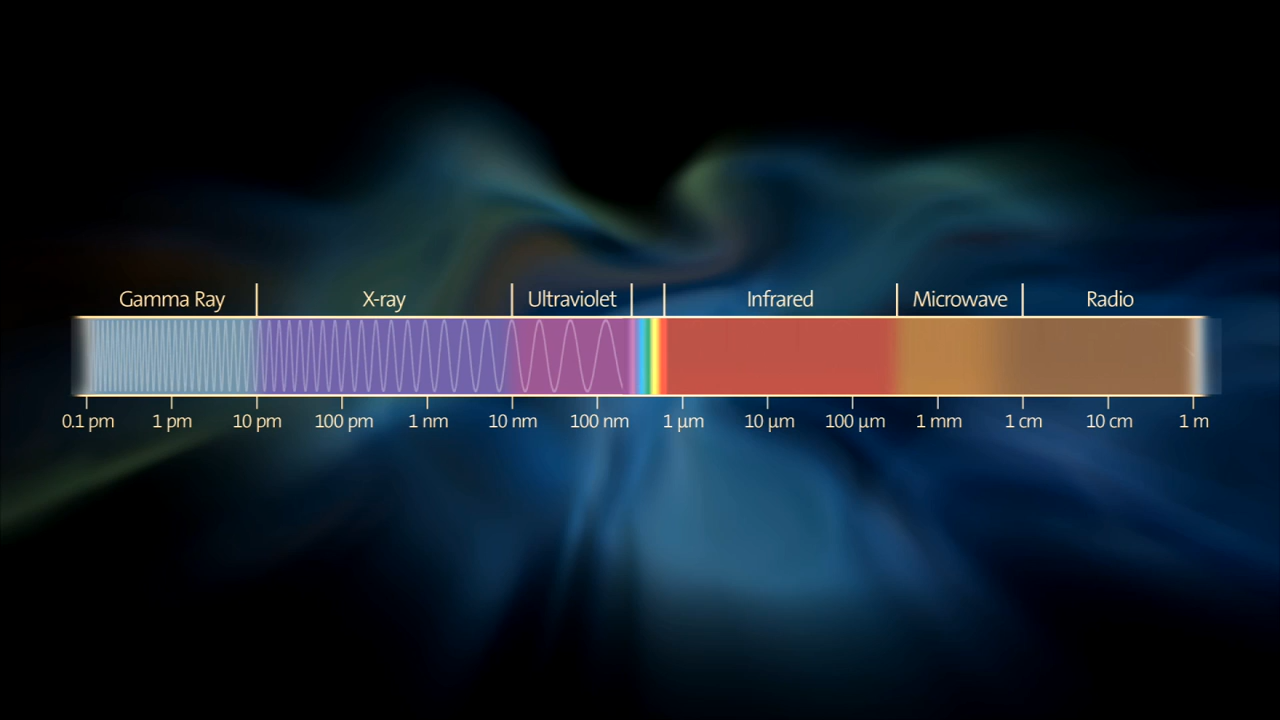 Gamma Ray X-ray Ultraviolet Infrared Microwave Radio
0.1 pm 1 pm 10 pm 100 pm 1 nm 10 nm 100 nm 1 µm 10 µm 100 µm 1 mm 1 cm 10 cm 1 m